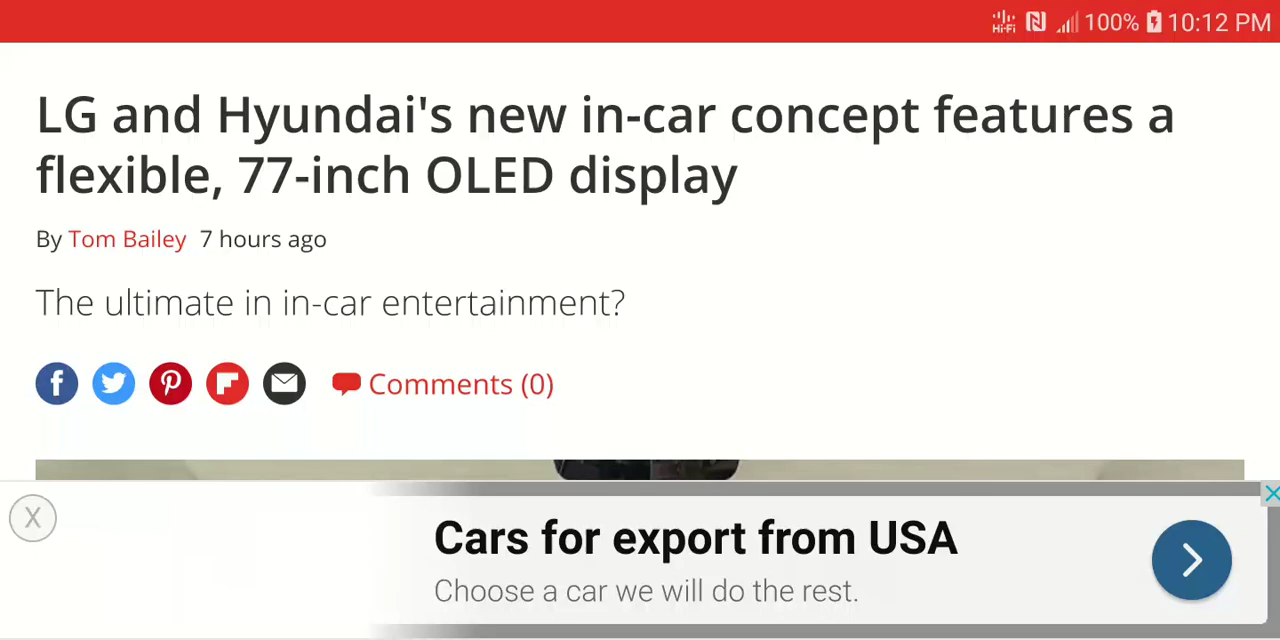 Hi-Fi 100% 10:12 PM
LG and Hyundai's new in-car concept features a
flexible, 77-inch OLED display
By Tom Bailey 7 hours ago
The ultimate in in-car entertainment?
Comments (0)
X
Cars for export from USA
Choose a car we will do the rest.